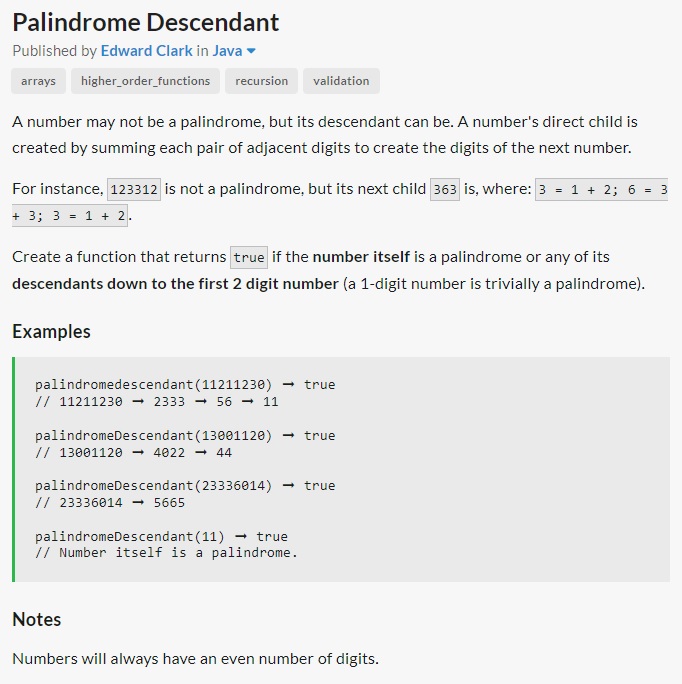 Palindrome Descendant
Published by Edward Clark in Java
arrays higher_order_functions recursion validation
A number may not be a palindrome, but its descendant can be. A number's direct child is
created by summing each pair of adjacent digits to create the digits of the next number.
For instance, 123312 is not a palindrome, but its next child 363 is, where: 3 = 1 + 2; 6 = 3
+ 3; 3 = 1 + 2.
Create a function that returns true if the number itself is a palindrome or any of its
descendants down to the first 2 digit number (a 1-digit number is trivially a palindrome).
Examples
palindromedescendant(11211230) ➞ true
// 11211230 ➞ 2333 ➞ 56 ➞ 11
palindromeDescendant(13001120) ➞ true
// 13001120 ➞ 4022 ➞ 44
palindromeDescendant(23336014) ➞ true
// 23336014 ➞ 5665
palindromeDescendant(11) ➞ true
// Number itself is a palindrome.
Notes
Numbers will always have an even number of digits.